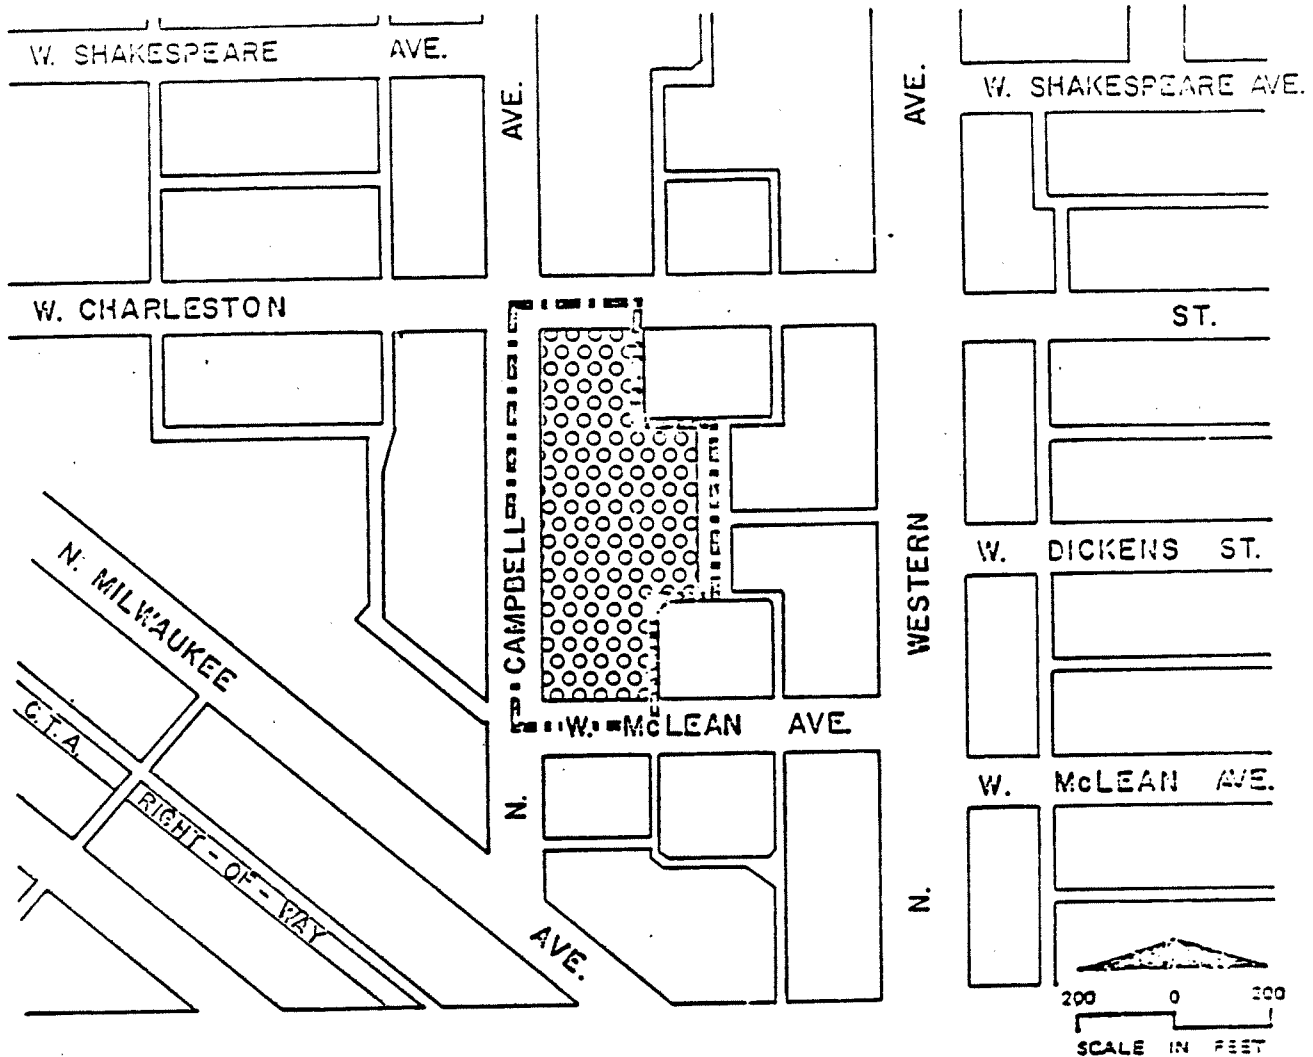 W. SHAKESPEARE AVE.
W. SHAKESPEARE AVE.
W. CHARLESTON ST.
N. CAMPBELL AVE.
N. WESTERN AVE.
W. DICKENS ST.
N. MILWAUKEE AVE.
C.T.A. RIGHT-OF-WAY
W. McLEAN AVE.
W. McLEAN AVE.
200 0 200
SCALE IN FEET